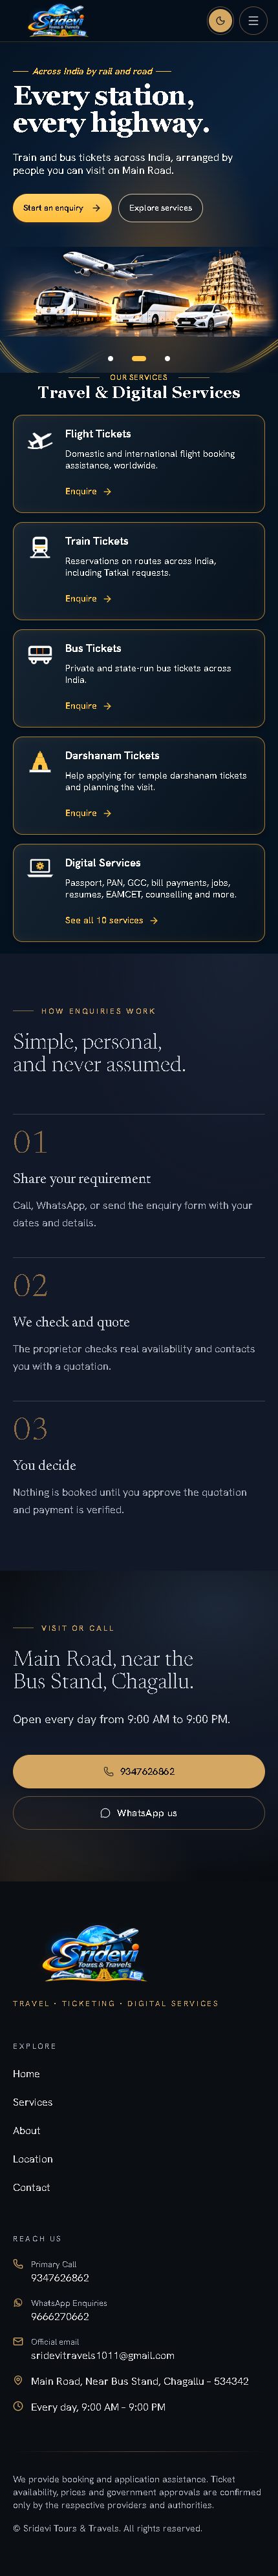 Sridevi
Tours & Travels
Across India by rail and road
Every station,
every highway.
Train and bus tickets across India, arranged by
people you can visit on Main Road.
Start an enquiry
Explore services
OUR SERVICES
Travel & Digital Services
Flight Tickets
Domestic and international flight booking
assistance, worldwide.
Enquire
Train Tickets
Reservations on routes across India,
including Tatkal requests.
Enquire
Bus Tickets
Private and state-run bus tickets across
India.
Enquire
Darshanam Tickets
Help applying for temple darshanam tickets
and planning the visit.
Enquire
Digital Services
Passport, PAN, GCC, bill payments, jobs,
resumes, EAMCET, counselling and more.
See all 10 services
HOW ENQUIRIES WORK
Simple, personal,
and never assumed.
01
Share your requirement
Call, WhatsApp, or send the enquiry form with your
dates and details.
02
We check and quote
The proprietor checks real availability and contacts
you with a quotation.
03
You decide
Nothing is booked until you approve the quotation
and payment is verified.
VISIT OR CALL
Main Road, near the
Bus Stand, Chagallu.
Open every day from 9:00 AM to 9:00 PM.
9347626862
WhatsApp us
Sridevi
Tours & Travels
TRAVEL • TICKETING • DIGITAL SERVICES
EXPLORE
Home
Services
About
Location
Contact
REACH US
Primary Call
9347626862
WhatsApp Enquiries
9666270662
Official email
sridevitravels1011@gmail.com
Main Road, Near Bus Stand, Chagallu – 534342
Every day, 9:00 AM – 9:00 PM
We provide booking and application assistance. Ticket
availability, prices and government approvals are confirmed
only by the respective providers and authorities.
© Sridevi Tours & Travels. All rights reserved.